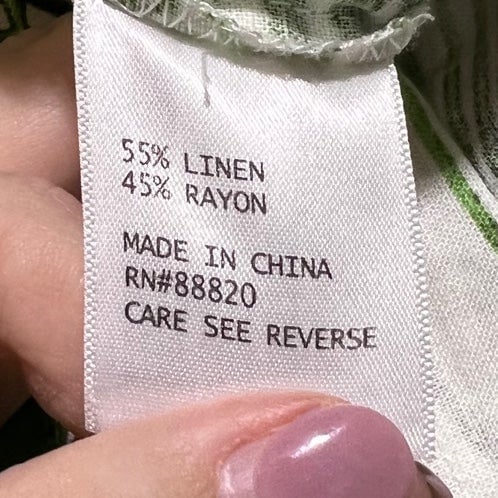 55% LINEN
45% RAYON
MADE IN CHINA
RN#88820
CARE SEE REVERSE